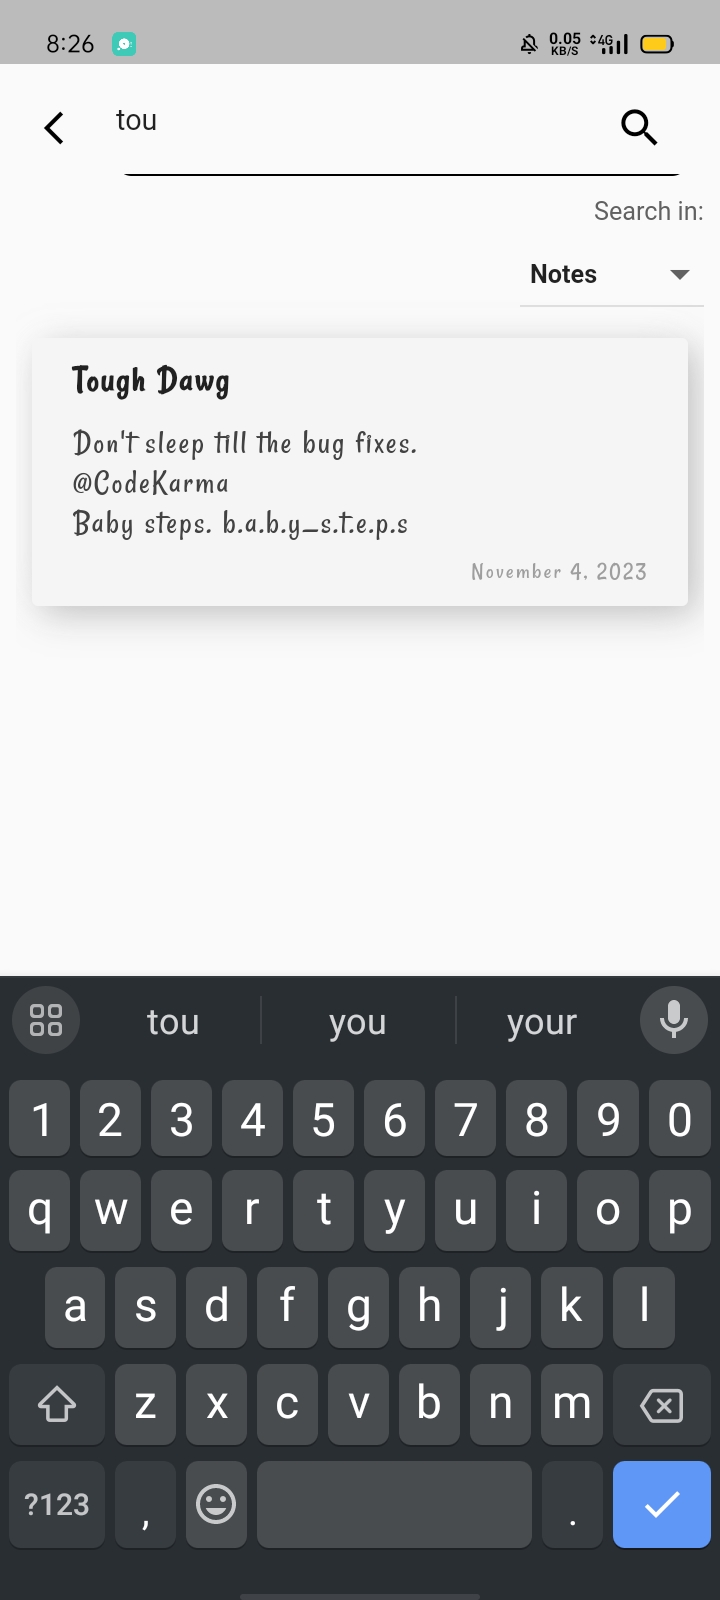 8:26 0.05 KB/S 4G
tou
Search in:
Notes
Tough Dawg
Don't sleep till the bug fixes.
@CodeKarma
Baby steps. b.a.b.y_s.t.e.p.s
November 4, 2023
tou you your
1 2 3 4 5 6 7 8 9 0
q w e r t y u i o p
a s d f g h j k l
z x c v b n m
?123 , .